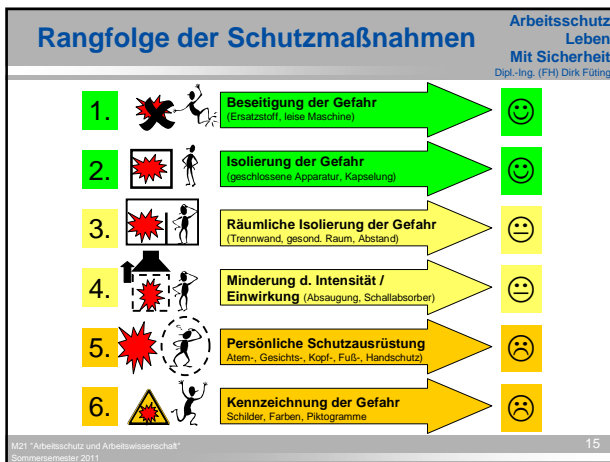 Rangfolge der Schutzmaßnahmen
Arbeitsschutz
Leben
Mit Sicherheit
Dipl.-Ing. (FH) Dirk Füting
1.
Beseitigung der Gefahr
(Ersatzstoff, leise Maschine)
2.
Isolierung der Gefahr
(geschlossene Apparatur, Kapselung)
3.
Räumliche Isolierung der Gefahr
(Trennwand, gesond. Raum, Abstand)
4.
Minderung d. Intensität /
Einwirkung (Absaugung, Schallabsorber)
5.
Persönliche Schutzausrüstung
Atem-, Gesichts-, Kopf-, Fuß-, Handschutz)
6.
Kennzeichnung der Gefahr
Schilder, Farben, Piktogramme
M21 "Arbeitsschutz und Arbeitswissenschaft"
Sommersemester 2011
15